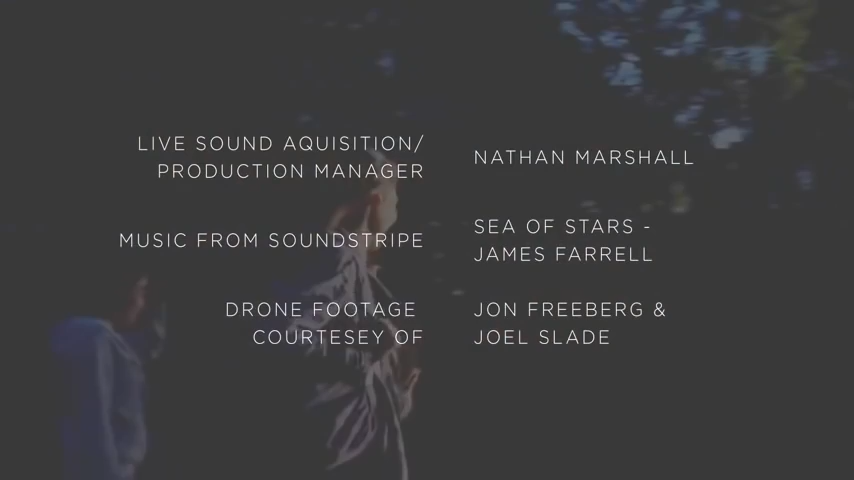 LIVE SOUND AQUISITION/
PRODUCTION MANAGER
NATHAN MARSHALL
MUSIC FROM SOUNDSTRIPE
SEA OF STARS -
JAMES FARRELL
DRONE FOOTAGE
COURTESEY OF
JON FREEBERG &
JOEL SLADE